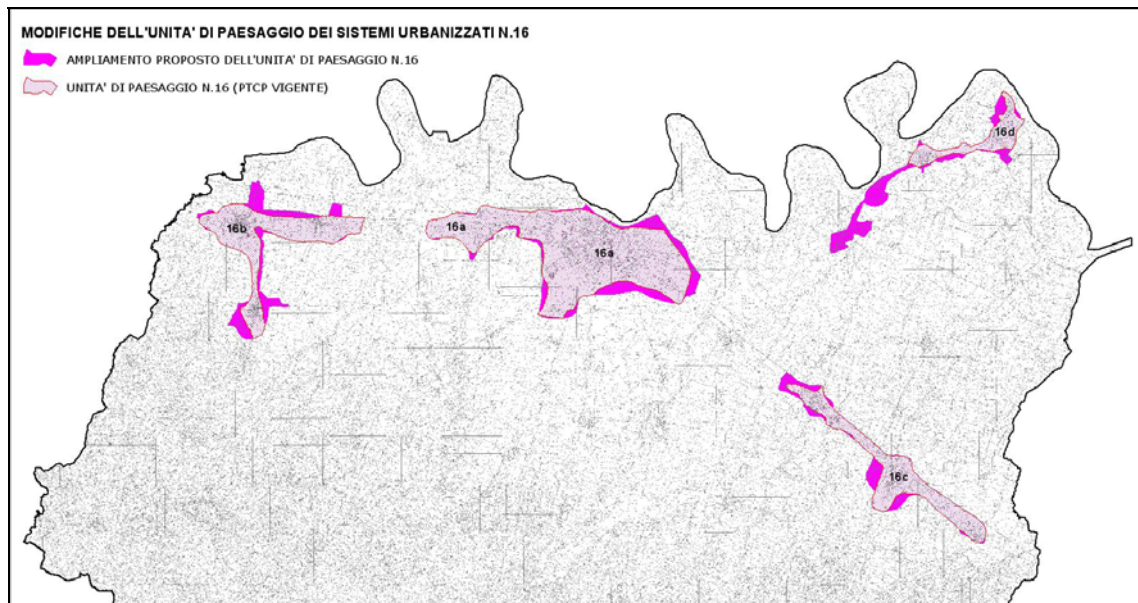 MODIFICHE DELL'UNITA' DI PAESAGGIO DEI SISTEMI URBANIZZATI N.16
AMPLIAMENTO PROPOSTO DELL'UNITA' DI PAESAGGIO N.16
UNITA' DI PAESAGGIO N.16 (PTCP VIGENTE)
16d
16b
16a
16a
16c